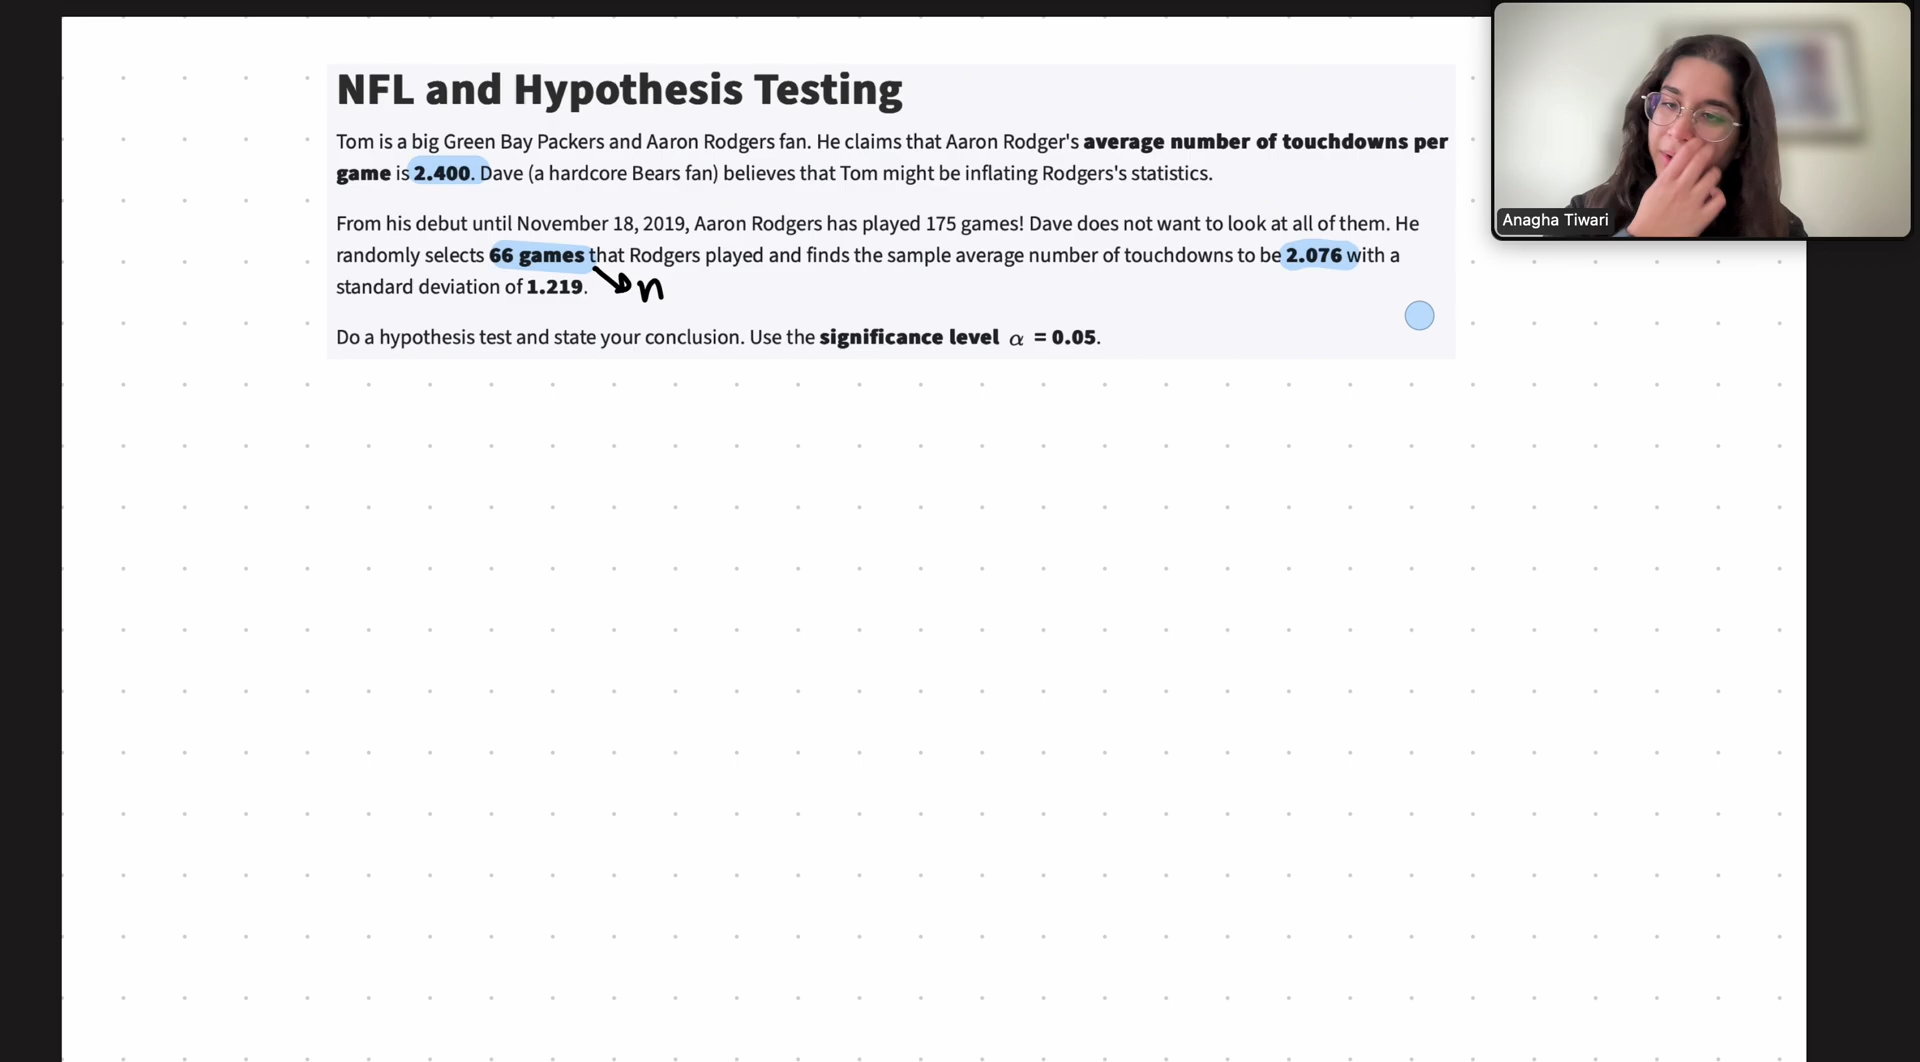 NFL and Hypothesis Testing
Tom is a big Green Bay Packers and Aaron Rodgers fan. He claims that Aaron Rodger's average number of touchdowns per
game is 2.400. Dave (a hardcore Bears fan) believes that Tom might be inflating Rodgers's statistics.
From his debut until November 18, 2019, Aaron Rodgers has played 175 games! Dave does not want to look at all of them. He
randomly selects 66 games that Rodgers played and finds the sample average number of touchdowns to be 2.076 with a
standard deviation of 1.219.
n
Do a hypothesis test and state your conclusion. Use the significance level α = 0.05.
Anagha Tiwari